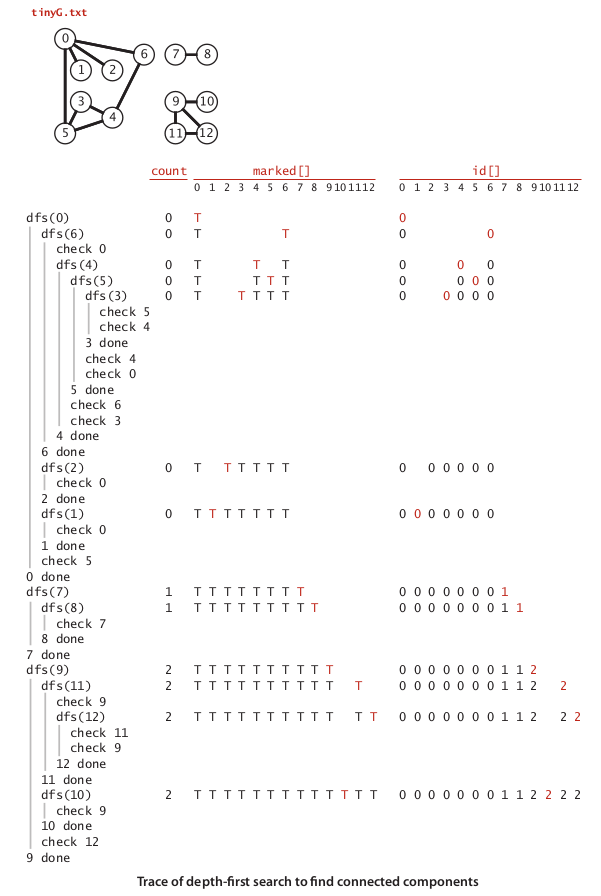 tinyG.txt
0 6 7 8
1 2
3 9 10
4
5 11 12
count marked[] id[]
0 1 2 3 4 5 6 7 8 9 10 11 12 0 1 2 3 4 5 6 7 8 9 10 11 12
dfs(0) 0 T 0
dfs(6) 0 T T 0 0
check 0
dfs(4) 0 T T T 0 0 0
dfs(5) 0 T T T T 0 0 0 0
dfs(3) 0 T T T T T 0 0 0 0 0
check 5
check 4
3 done
check 4
check 0
5 done
check 6
check 3
4 done
6 done
dfs(2) 0 T T T T T T 0 0 0 0 0 0
check 0
2 done
dfs(1) 0 T T T T T T T 0 0 0 0 0 0 0
check 0
1 done
check 5
0 done
dfs(7) 1 T T T T T T T T 0 0 0 0 0 0 0 1
dfs(8) 1 T T T T T T T T T 0 0 0 0 0 0 0 1 1
check 7
8 done
7 done
dfs(9) 2 T T T T T T T T T T 0 0 0 0 0 0 0 1 1 2
dfs(11) 2 T T T T T T T T T T T 0 0 0 0 0 0 0 1 1 2 2
check 9
dfs(12) 2 T T T T T T T T T T T T 0 0 0 0 0 0 0 1 1 2 2 2
check 11
check 9
12 done
11 done
dfs(10) 2 T T T T T T T T T T T T T 0 0 0 0 0 0 0 1 1 2 2 2 2
check 9
10 done
check 12
9 done
Trace of depth-first search to find connected components